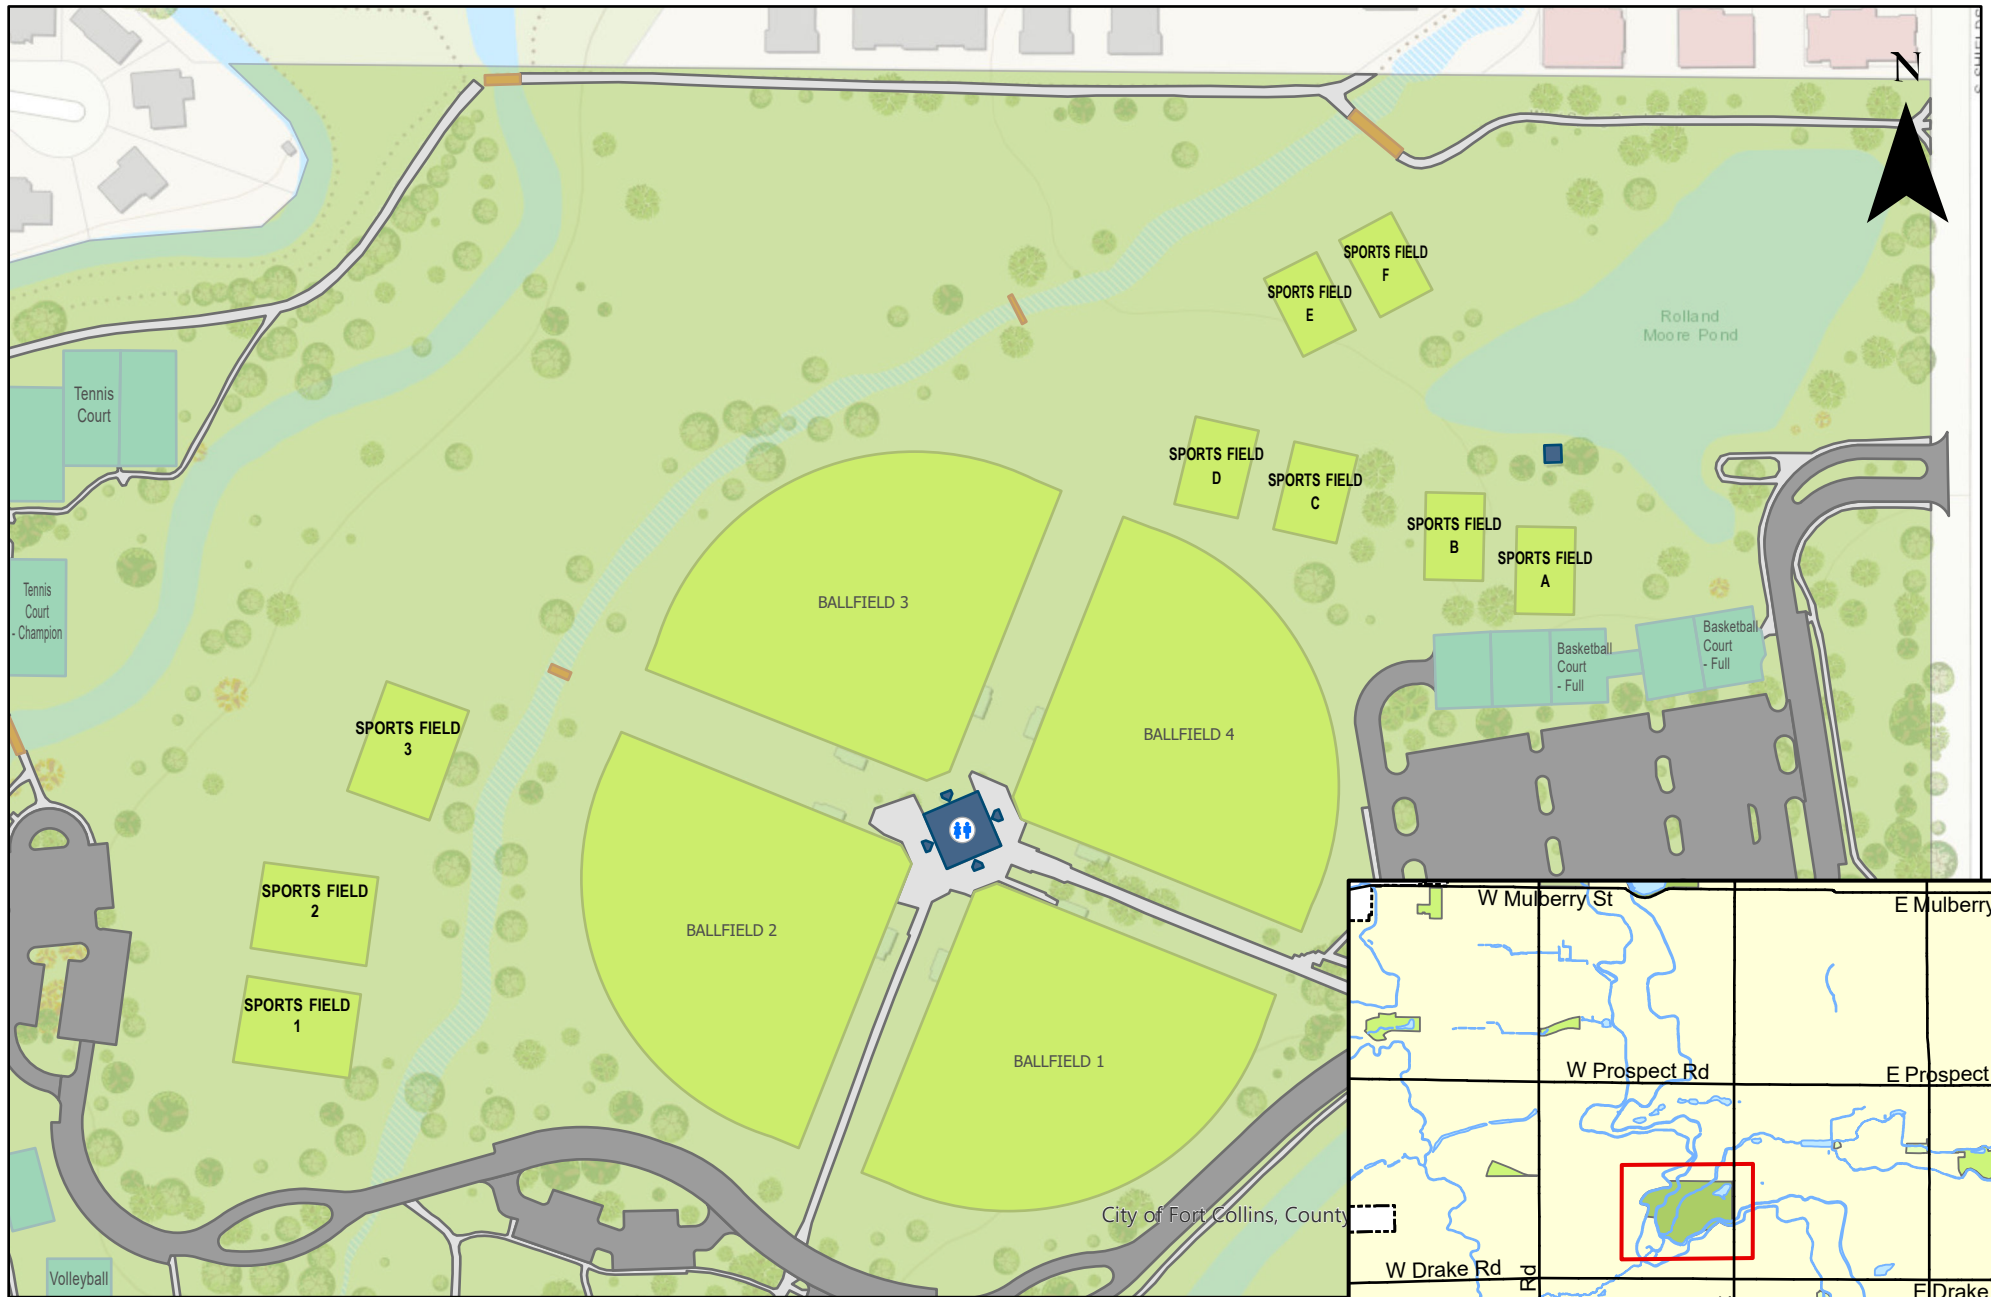 S SHIELDS
N
SPORTS FIELD
F
SPORTS FIELD
E
Rolland
Moore Pond
Tennis
Court
SPORTS FIELD
D
SPORTS FIELD
C
SPORTS FIELD
B
SPORTS FIELD
A
Tennis
Court
- Champion
BALLFIELD 3
Basketball
Court
- Full
Basketball
Court
- Full
SPORTS FIELD
3
BALLFIELD 4
SPORTS FIELD
2
BALLFIELD 2
SPORTS FIELD
1
BALLFIELD 1
City of Fort Collins, County
Volleyball
W Mulberry St
E Mulberry
W Prospect Rd
E Prospect
W Drake Rd
Rd
E Drake